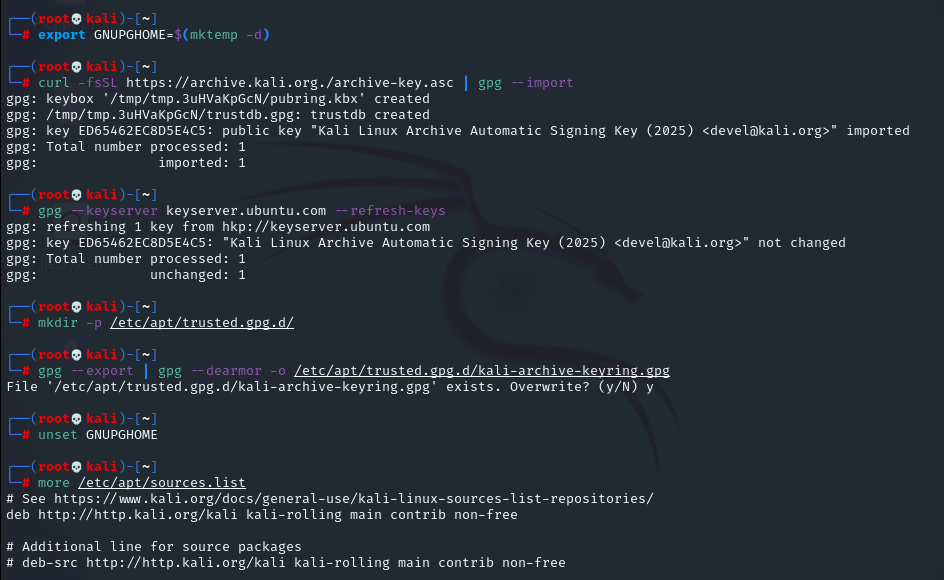 ┌──(root💀kali)-[~]
└─# export GNUPGHOME=$(mktemp -d)
┌──(root💀kali)-[~]
└─# curl -fsSL https://archive.kali.org./archive-key.asc | gpg --import
gpg: keybox '/tmp/tmp.3uHVaKpGcN/pubring.kbx' created
gpg: /tmp/tmp.3uHVaKpGcN/trustdb.gpg: trustdb created
gpg: key ED65462EC8D5E4C5: public key "Kali Linux Archive Automatic Signing Key (2025) <devel@kali.org>" imported
gpg: Total number processed: 1
gpg:               imported: 1
┌──(root💀kali)-[~]
└─# gpg --keyserver keyserver.ubuntu.com --refresh-keys
gpg: refreshing 1 key from hkp://keyserver.ubuntu.com
gpg: key ED65462EC8D5E4C5: "Kali Linux Archive Automatic Signing Key (2025) <devel@kali.org>" not changed
gpg: Total number processed: 1
gpg:              unchanged: 1
┌──(root💀kali)-[~]
└─# mkdir -p /etc/apt/trusted.gpg.d/
┌──(root💀kali)-[~]
└─# gpg --export | gpg --dearmor -o /etc/apt/trusted.gpg.d/kali-archive-keyring.gpg
File '/etc/apt/trusted.gpg.d/kali-archive-keyring.gpg' exists. Overwrite? (y/N) y
┌──(root💀kali)-[~]
└─# unset GNUPGHOME
┌──(root💀kali)-[~]
└─# more /etc/apt/sources.list
# See https://www.kali.org/docs/general-use/kali-linux-sources-list-repositories/
deb http://http.kali.org/kali kali-rolling main contrib non-free
# Additional line for source packages
# deb-src http://http.kali.org/kali kali-rolling main contrib non-free